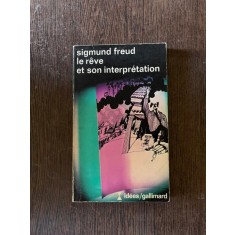 sigmund freud
le rêve
et son interprétation
idées/gallimard